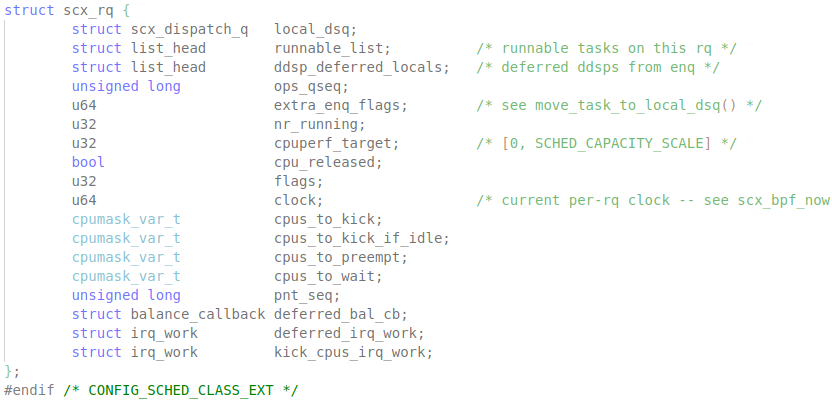 struct scx_rq {
        struct scx_dispatch_q   local_dsq;
        struct list_head        runnable_list;          /* runnable tasks on this rq */
        struct list_head        ddsp_deferred_locals;   /* deferred ddsps from enq */
        unsigned long           ops_qseq;
        u64                     extra_enq_flags;        /* see move_task_to_local_dsq() */
        u32                     nr_running;
        u32                     cpuperf_target;         /* [0, SCHED_CAPACITY_SCALE] */
        bool                    cpu_released;
        u32                     flags;
        u64                     clock;                  /* current per-rq clock -- see scx_bpf_now
        cpumask_var_t           cpus_to_kick;
        cpumask_var_t           cpus_to_kick_if_idle;
        cpumask_var_t           cpus_to_preempt;
        cpumask_var_t           cpus_to_wait;
        unsigned long           pnt_seq;
        struct balance_callback deferred_bal_cb;
        struct irq_work         deferred_irq_work;
        struct irq_work         kick_cpus_irq_work;
};
#endif /* CONFIG_SCHED_CLASS_EXT */